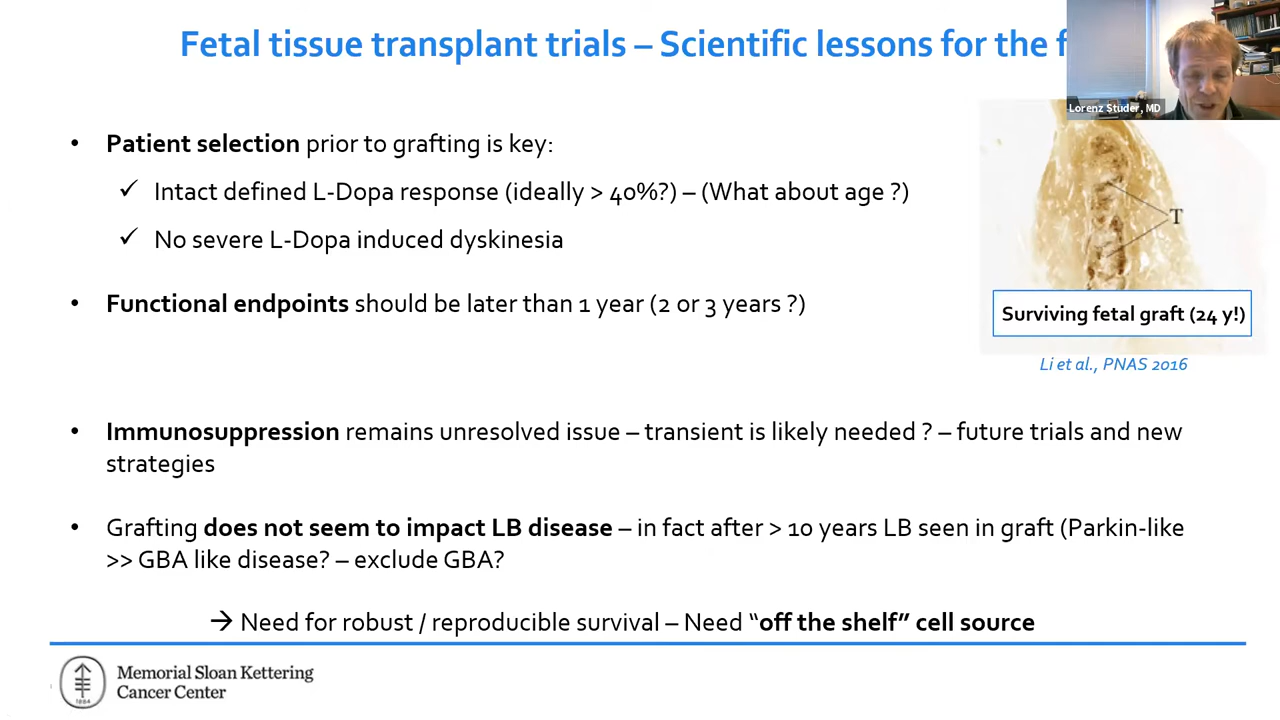 Fetal tissue transplant trials – Scientific lessons for the f
Lorenz Studer, MD
• Patient selection prior to grafting is key:
✓ Intact defined L-Dopa response (ideally > 40%?) – (What about age ?)
✓ No severe L-Dopa induced dyskinesia
• Functional endpoints should be later than 1 year (2 or 3 years ?)
T
Surviving fetal graft (24 y!)
Li et al., PNAS 2016
• Immunosuppression remains unresolved issue – transient is likely needed ? – future trials and new
strategies
• Grafting does not seem to impact LB disease – in fact after > 10 years LB seen in graft (Parkin-like
>> GBA like disease? – exclude GBA?
→ Need for robust / reproducible survival – Need “off the shelf” cell source
1884
Memorial Sloan Kettering
Cancer Center